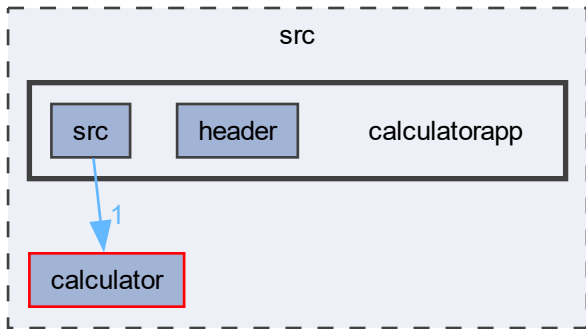 src
src
header
calculatorapp
1
calculator